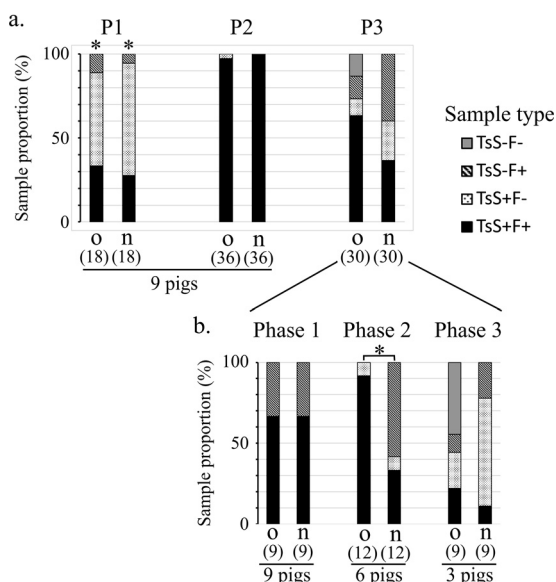 a.
P1 P2 P3
Sample proportion (%)
100
50
0
* *
o n o n o n
(18) (18) (36) (36) (30) (30)
9 pigs
Sample type
TsS-F-
TsS-F+
TsS+F-
TsS+F+
b.
Phase 1 Phase 2 Phase 3
Sample proportion (%)
100
50
0
*
o n o n o n
(9) (9) (12) (12) (9) (9)
9 pigs 6 pigs 3 pigs